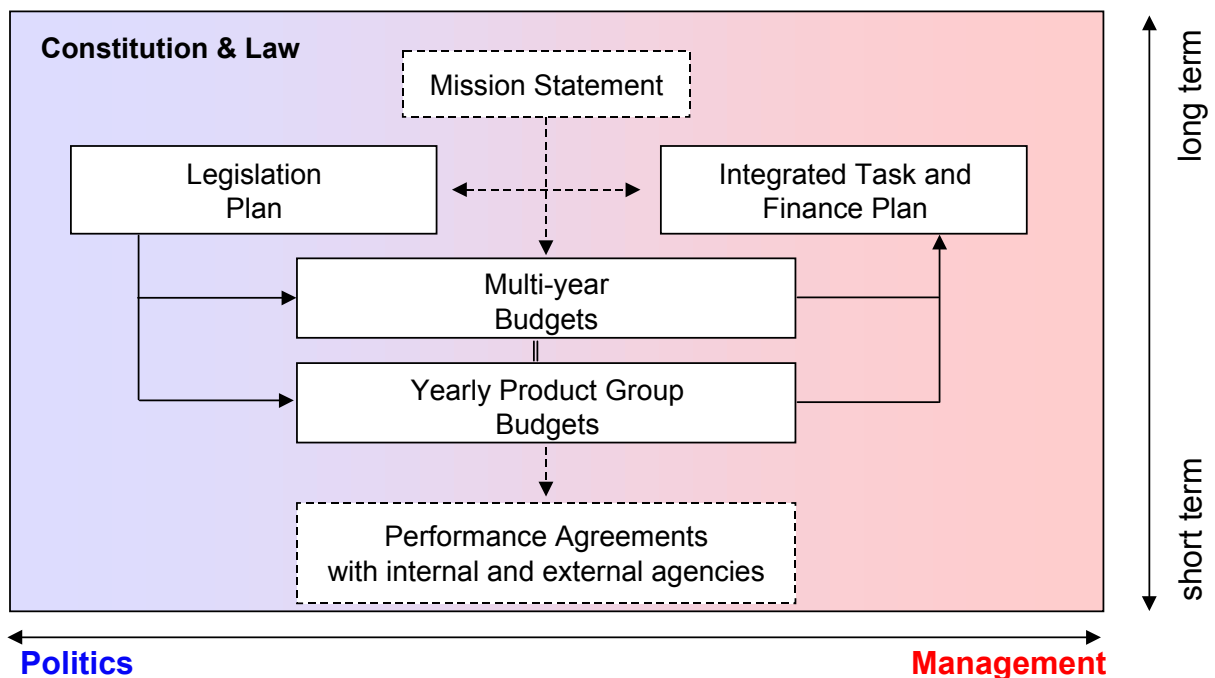 Constitution & Law
Mission Statement
Legislation
Plan
Integrated Task and
Finance Plan
Multi-year
Budgets
Yearly Product Group
Budgets
Performance Agreements
with internal and external agencies
long term
short term
Politics
Management